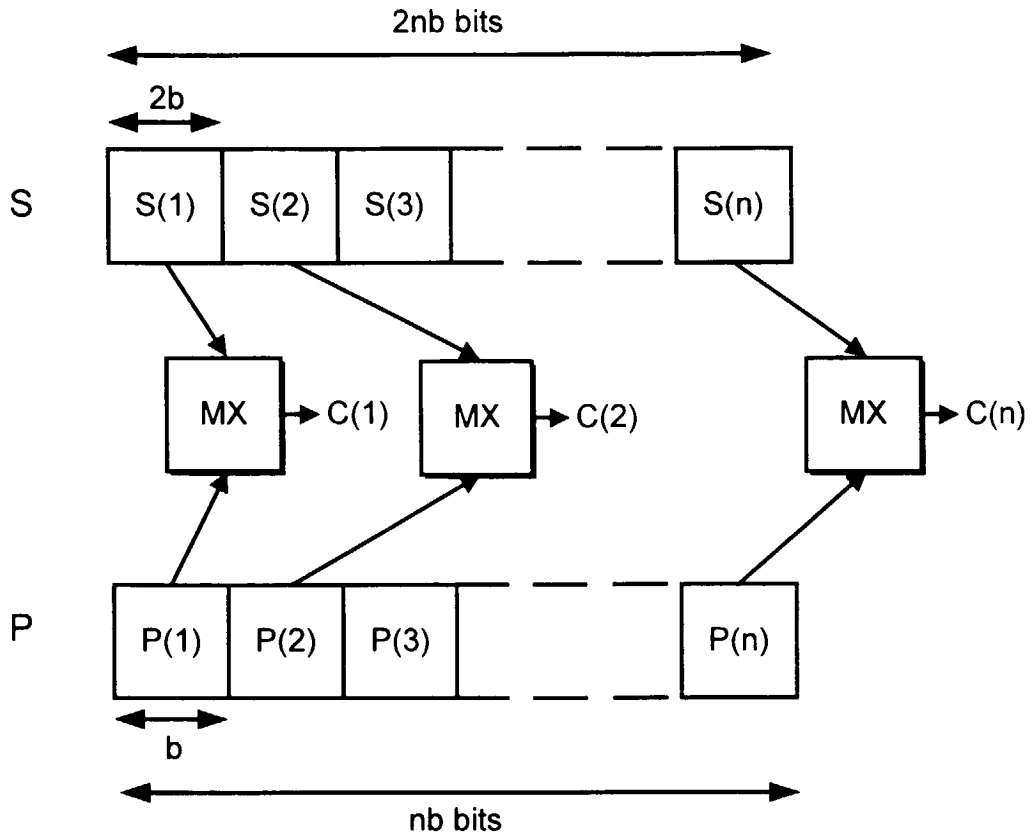 2nb bits
2b
S S(1) S(2) S(3) S(n)
MX C(1) MX C(2) MX C(n)
P P(1) P(2) P(3) P(n)
b
nb bits